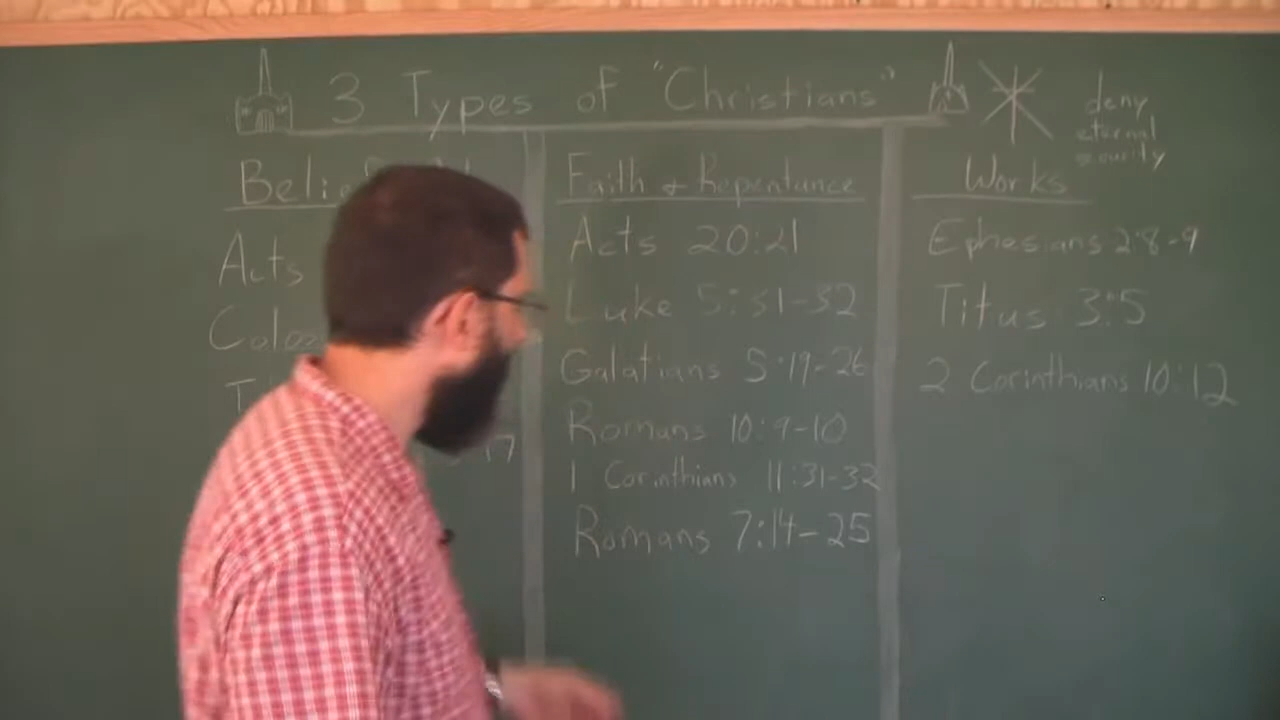 3 Types of "Christians"
deny
eternal
security
Faith & Repentance
Acts 20:21
Luke 5:31-32
Galatians 5:19-26
Romans 10:9-10
1 Corinthians 11:31-32
Romans 7:14-25
Works
Ephesians 2:8-9
Titus 3:5
2 Corinthians 10:12
Acts
17